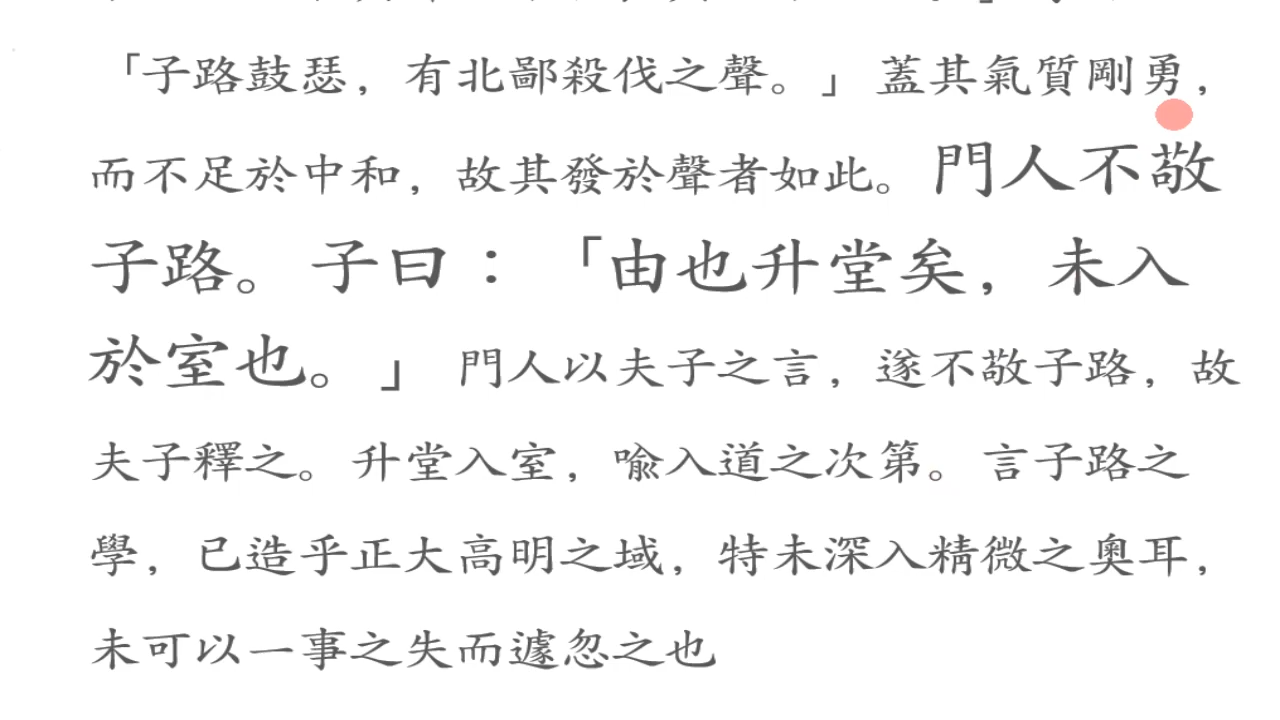 「子路鼓瑟，有北鄙殺伐之聲。」蓋其氣質剛勇，
而不足於中和，故其發於聲者如此。門人不敬
子路。子曰：「由也升堂矣，未入
於室也。」門人以夫子之言，遂不敬子路，故
夫子釋之。升堂入室，喻入道之次第。言子路之
學，已造乎正大高明之域，特未深入精微之奧耳，
未可以一事之失而遽忽之也